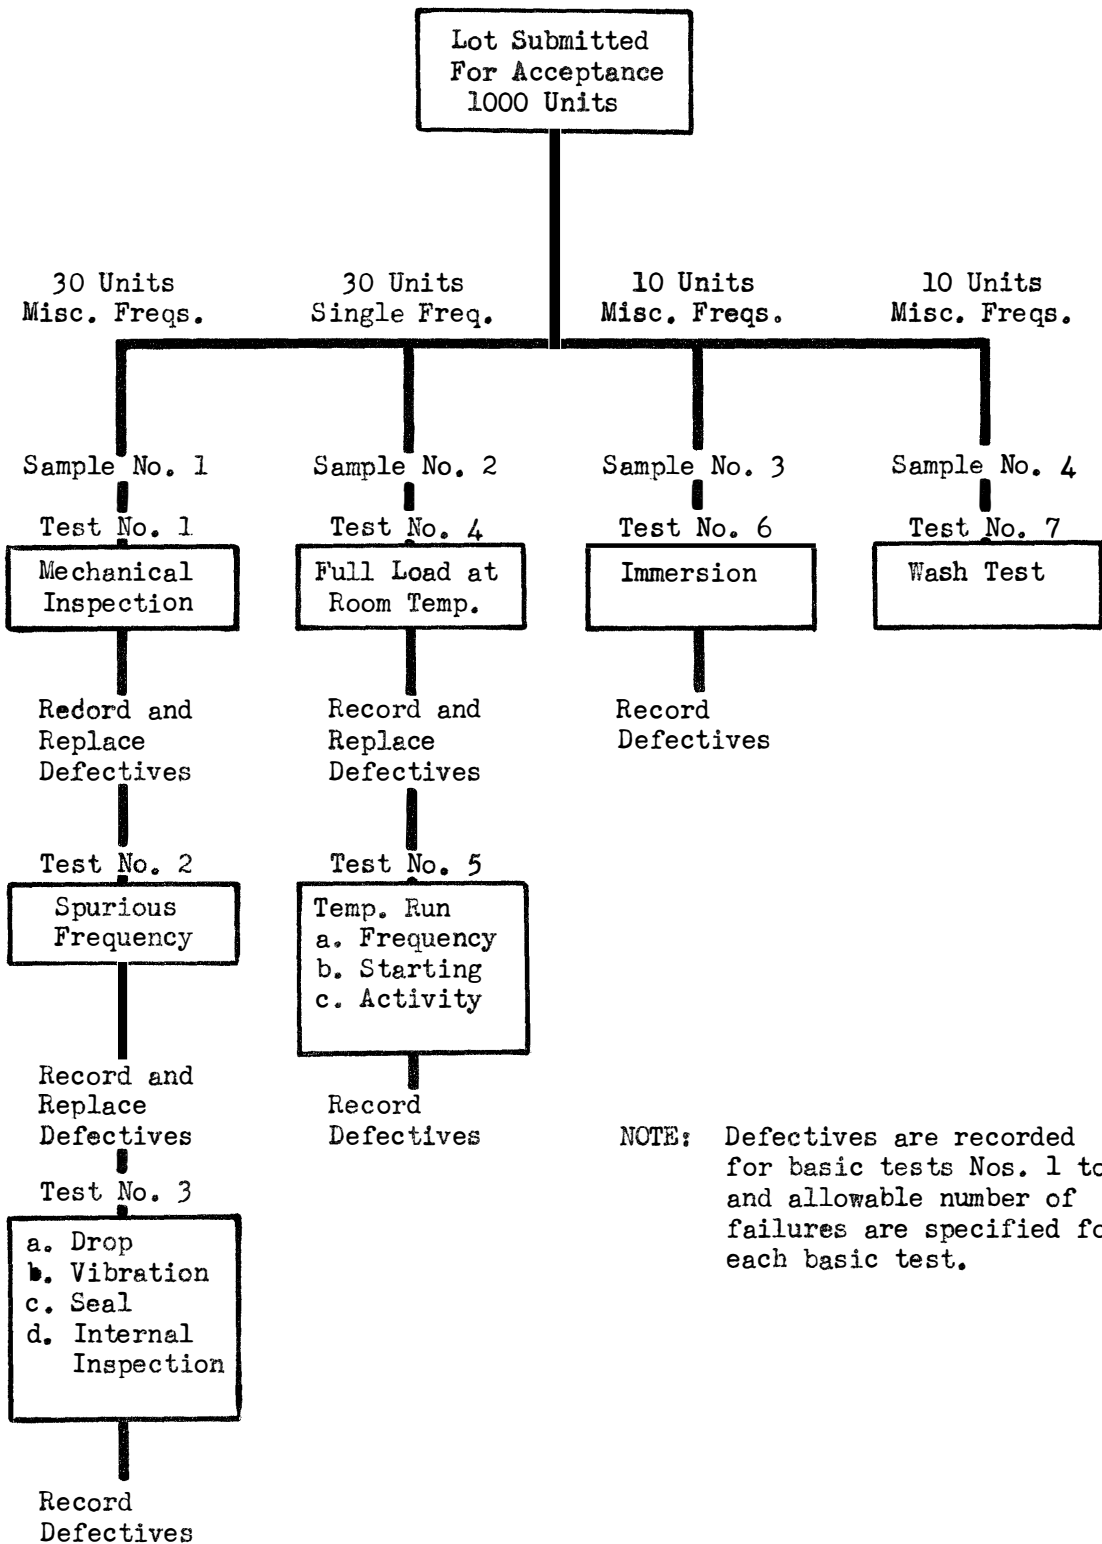 Lot Submitted
For Acceptance
1000 Units
30 Units
Misc. Freqs.
30 Units
Single Freq.
10 Units
Misc. Freqs.
10 Units
Misc. Freqs.
Sample No. 1
Sample No. 2
Sample No. 3
Sample No. 4
Test No. 1
Mechanical
Inspection
Test No. 4
Full Load at
Room Temp.
Test No. 6
Immersion
Test No. 7
Wash Test
Redord and
Replace
Defectives
Record and
Replace
Defectives
Record
Defectives
Test No. 2
Spurious
Frequency
Test No. 5
Temp. Run
a. Frequency
b. Starting
c. Activity
Record and
Replace
Defectives
Record
Defectives
Test No. 3
a. Drop
b. Vibration
c. Seal
d. Internal
Inspection
Record
Defectives
NOTE: Defectives are recorded
for basic tests Nos. 1 to
and allowable number of
failures are specified fo
each basic test.